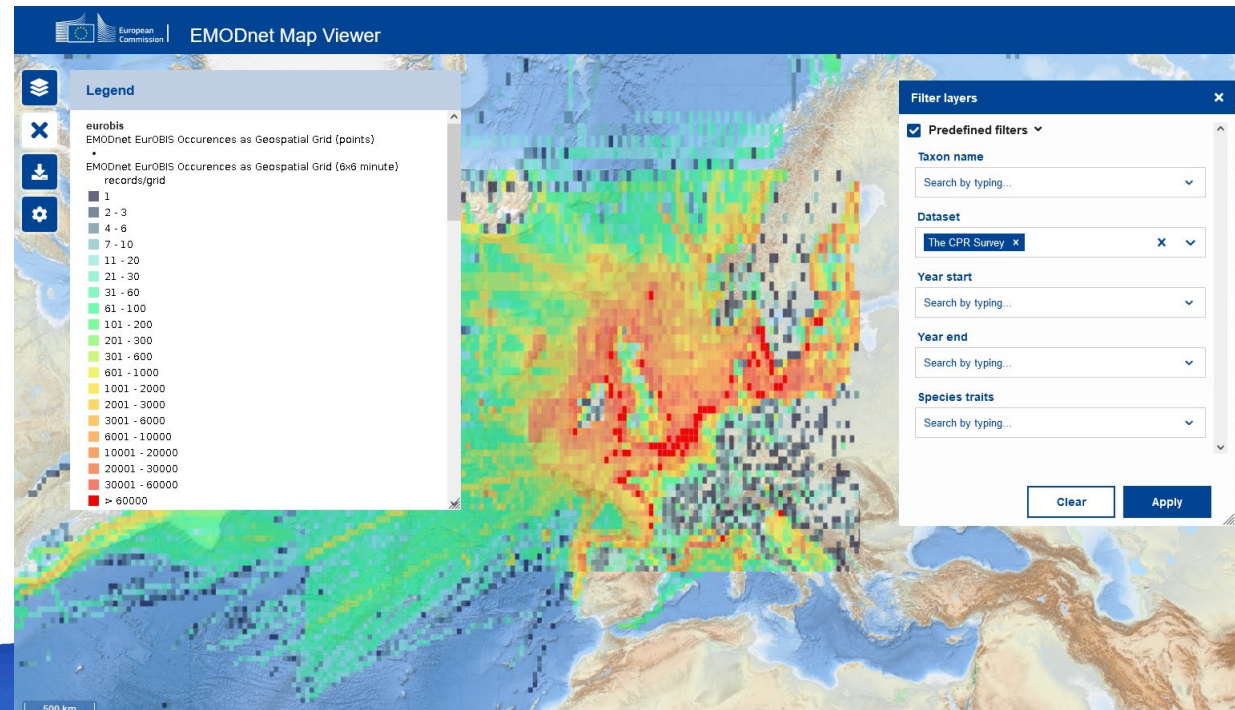 European
Commission
EMODnet Map Viewer
Legend
eurobis
EMODnet EurOBIS Occurences as Geospatial Grid (points)
EMODnet EurOBIS Occurences as Geospatial Grid (6x6 minute)
records/grid
1
2 - 3
4 - 6
7 - 10
11 - 20
21 - 30
31 - 60
61 - 100
101 - 200
201 - 300
301 - 600
601 - 1000
1001 - 2000
2001 - 3000
3001 - 6000
6001 - 10000
10001 - 20000
20001 - 30000
30001 - 60000
> 60000
Filter layers
Predefined filters
Taxon name
Search by typing...
Dataset
The CPR Survey
Year start
Search by typing...
Year end
Search by typing...
Species traits
Search by typing...
Clear Apply
500 km